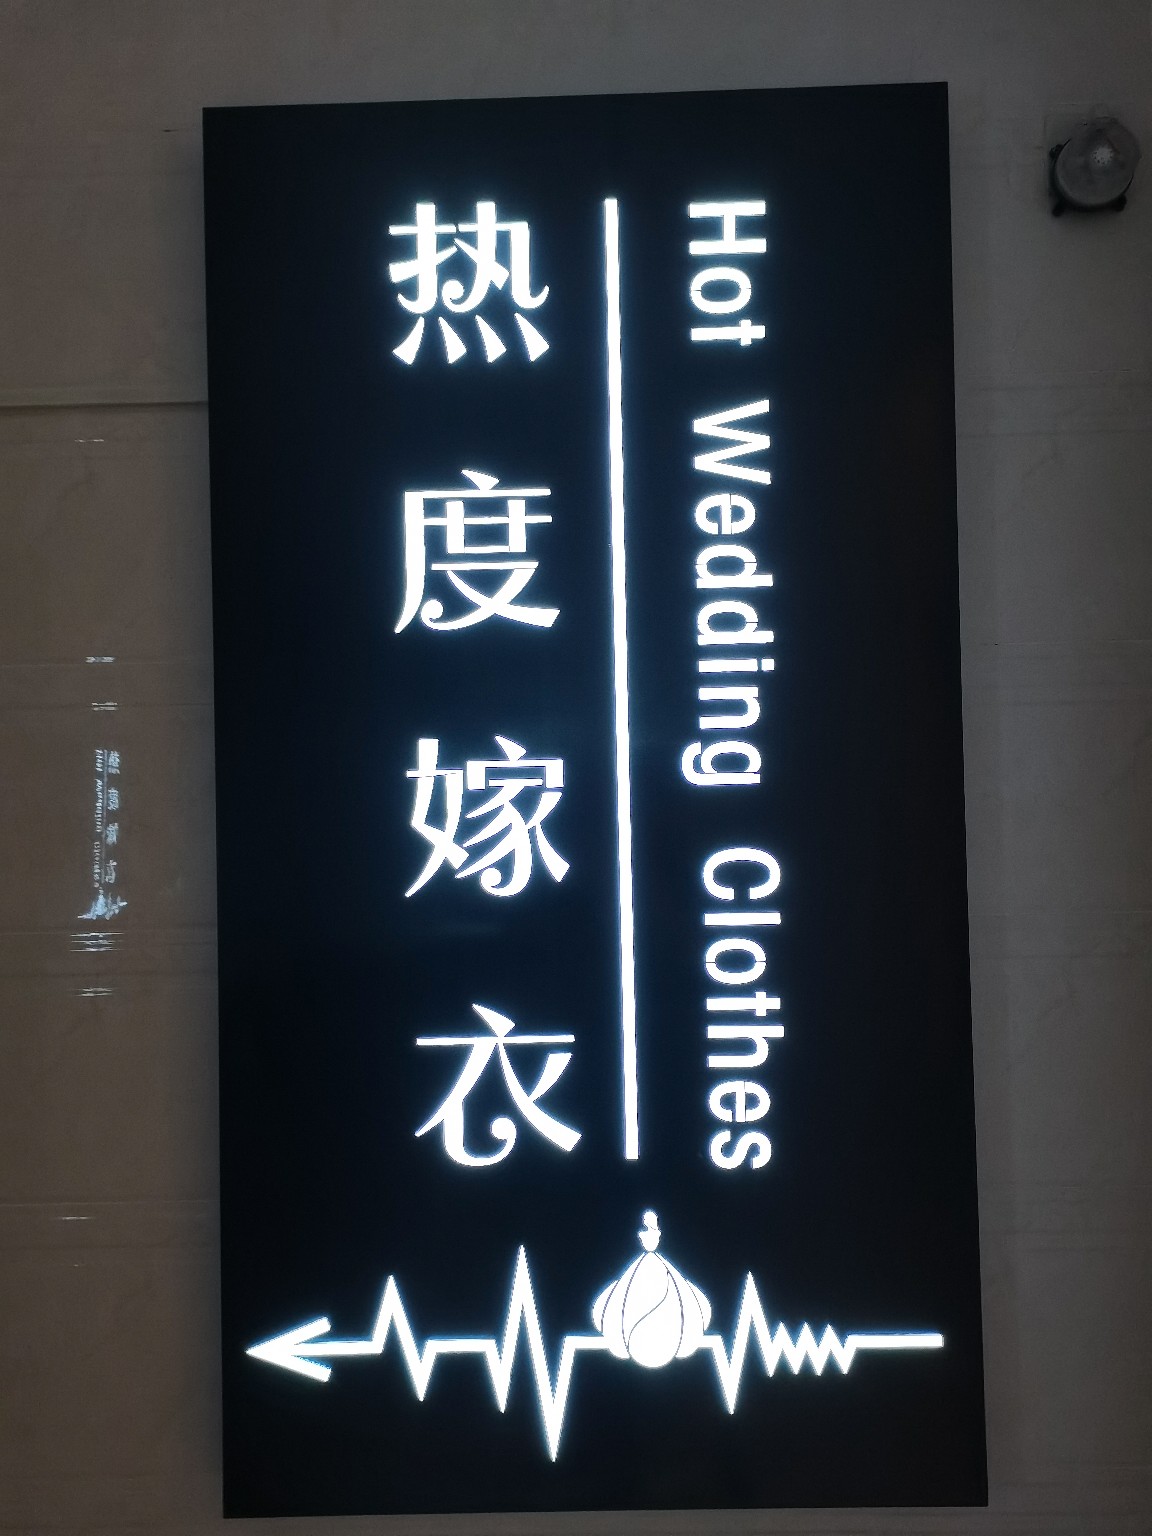 热度嫁衣
Hot Wedding Clothes